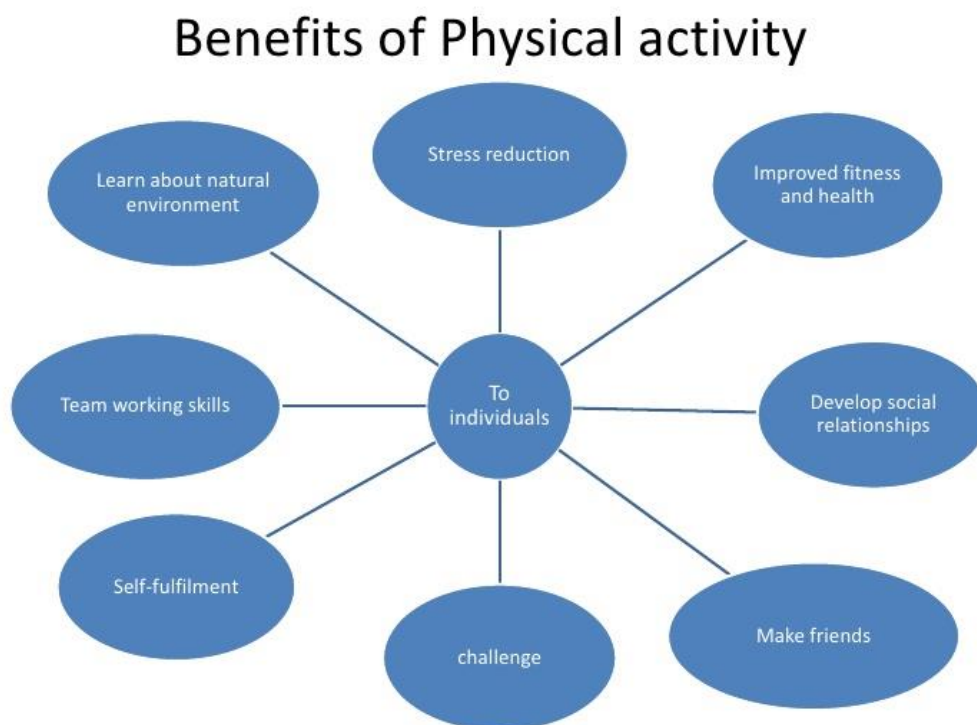 Benefits of Physical activity
Stress reduction
Improved fitness
and health
Develop social
relationships
Make friends
challenge
Self-fulfilment
Team working skills
Learn about natural
environment
To
individuals